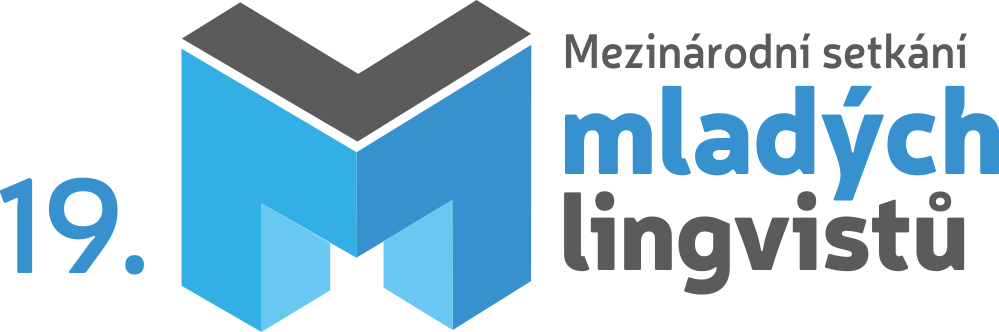 19.
Mezinárodní setkání
mladých
lingvistů